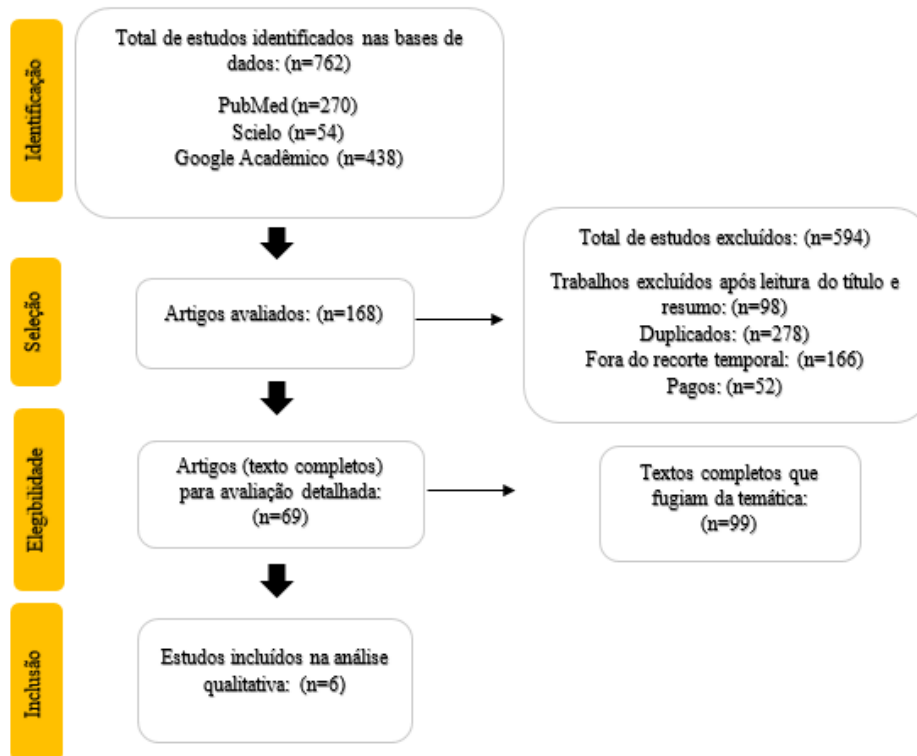 Identificação
Total de estudos identificados nas bases de
dados: (n=762)
PubMed (n=270)
Scielo (n=54)
Google Acadêmico (n=438)
Total de estudos excluídos: (n=594)
Trabalhos excluídos após leitura do título e
resumo: (n=98)
Duplicados: (n=278)
Fora do recorte temporal: (n=166)
Pagos: (n=52)
Seleção
Artigos avaliados: (n=168)
Elegibilidade
Artigos (texto completos)
para avaliação detalhada:
(n=69)
Textos completos que
fugiam da temática:
(n=99)
Inclusão
Estudos incluídos na análise
qualitativa: (n=6)